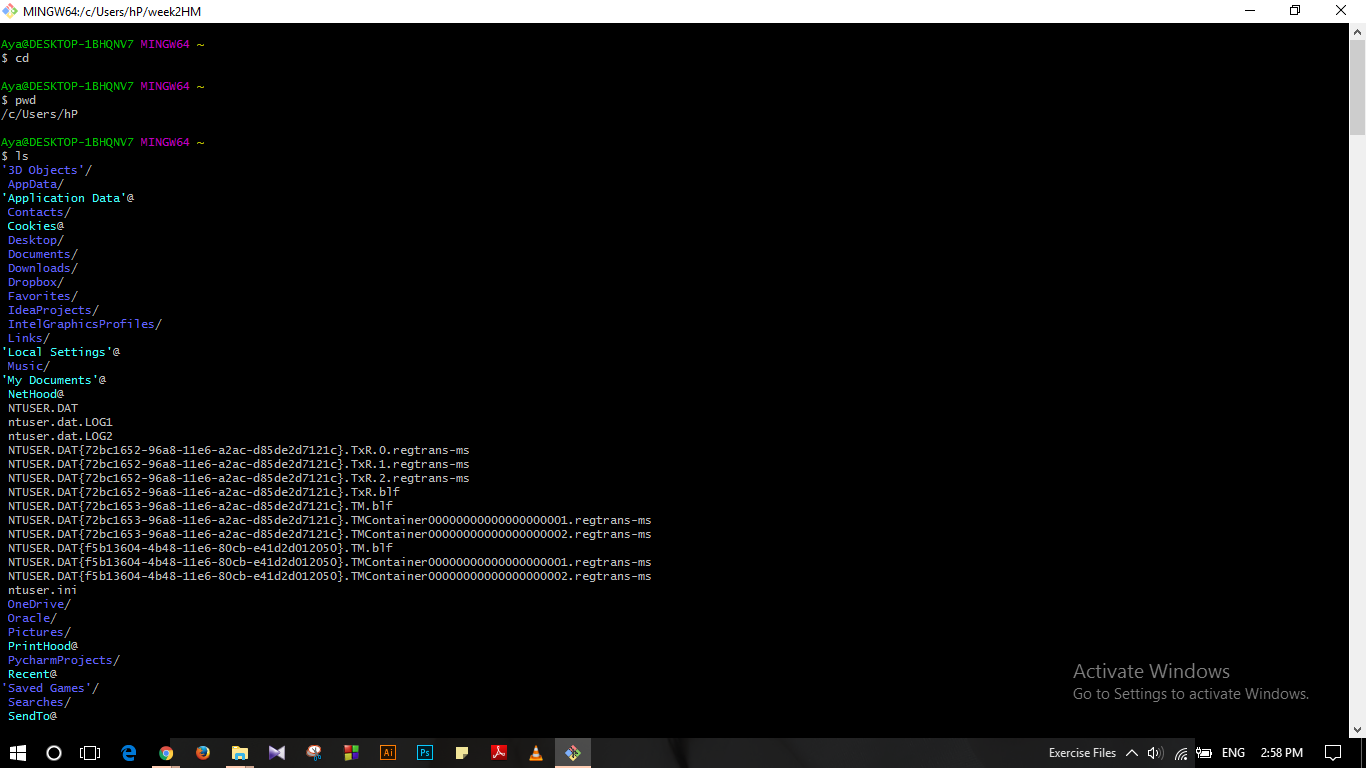 MINGW64:/c/Users/hP/week2HM
Aya@DESKTOP-1BHQNV7 MINGW64 ~
$ cd
Aya@DESKTOP-1BHQNV7 MINGW64 ~
$ pwd
/c/Users/hP
Aya@DESKTOP-1BHQNV7 MINGW64 ~
$ ls
'3D Objects'/
AppData/
'Application Data'@
Contacts/
Cookies@
Desktop/
Documents/
Downloads/
Dropbox/
Favorites/
IdeaProjects/
IntelGraphicsProfiles/
Links/
'Local Settings'@
Music/
'My Documents'@
NetHood@
NTUSER.DAT
ntuser.dat.LOG1
ntuser.dat.LOG2
NTUSER.DAT{72bc1652-96a8-11e6-a2ac-d85de2d7121c}.TxR.0.regtrans-ms
NTUSER.DAT{72bc1652-96a8-11e6-a2ac-d85de2d7121c}.TxR.1.regtrans-ms
NTUSER.DAT{72bc1652-96a8-11e6-a2ac-d85de2d7121c}.TxR.2.regtrans-ms
NTUSER.DAT{72bc1652-96a8-11e6-a2ac-d85de2d7121c}.TxR.blf
NTUSER.DAT{72bc1653-96a8-11e6-a2ac-d85de2d7121c}.TM.blf
NTUSER.DAT{72bc1653-96a8-11e6-a2ac-d85de2d7121c}.TMContainer00000000000000000001.regtrans-ms
NTUSER.DAT{72bc1653-96a8-11e6-a2ac-d85de2d7121c}.TMContainer00000000000000000002.regtrans-ms
NTUSER.DAT{f5b13604-4b48-11e6-80cb-e41d2d012050}.TM.blf
NTUSER.DAT{f5b13604-4b48-11e6-80cb-e41d2d012050}.TMContainer00000000000000000001.regtrans-ms
NTUSER.DAT{f5b13604-4b48-11e6-80cb-e41d2d012050}.TMContainer00000000000000000002.regtrans-ms
ntuser.ini
OneDrive/
Oracle/
Pictures/
PrintHood@
PycharmProjects/
Recent@
'Saved Games'/
Searches/
SendTo@
Activate Windows
Go to Settings to activate Windows.
Ai
Ps
Exercise Files
ENG
2:58 PM